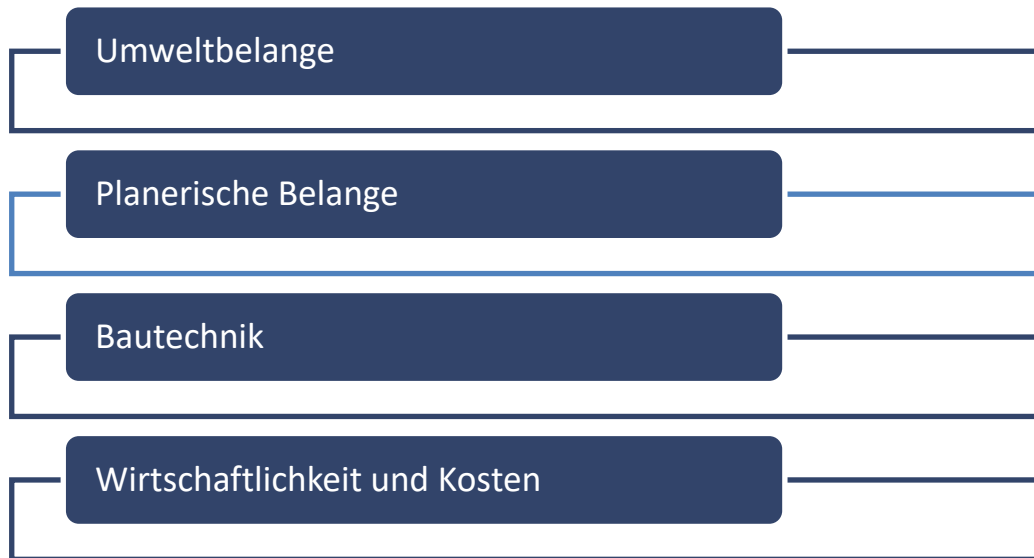 Umweltbelange
Planerische Belange
Bautechnik
Wirtschaftlichkeit und Kosten